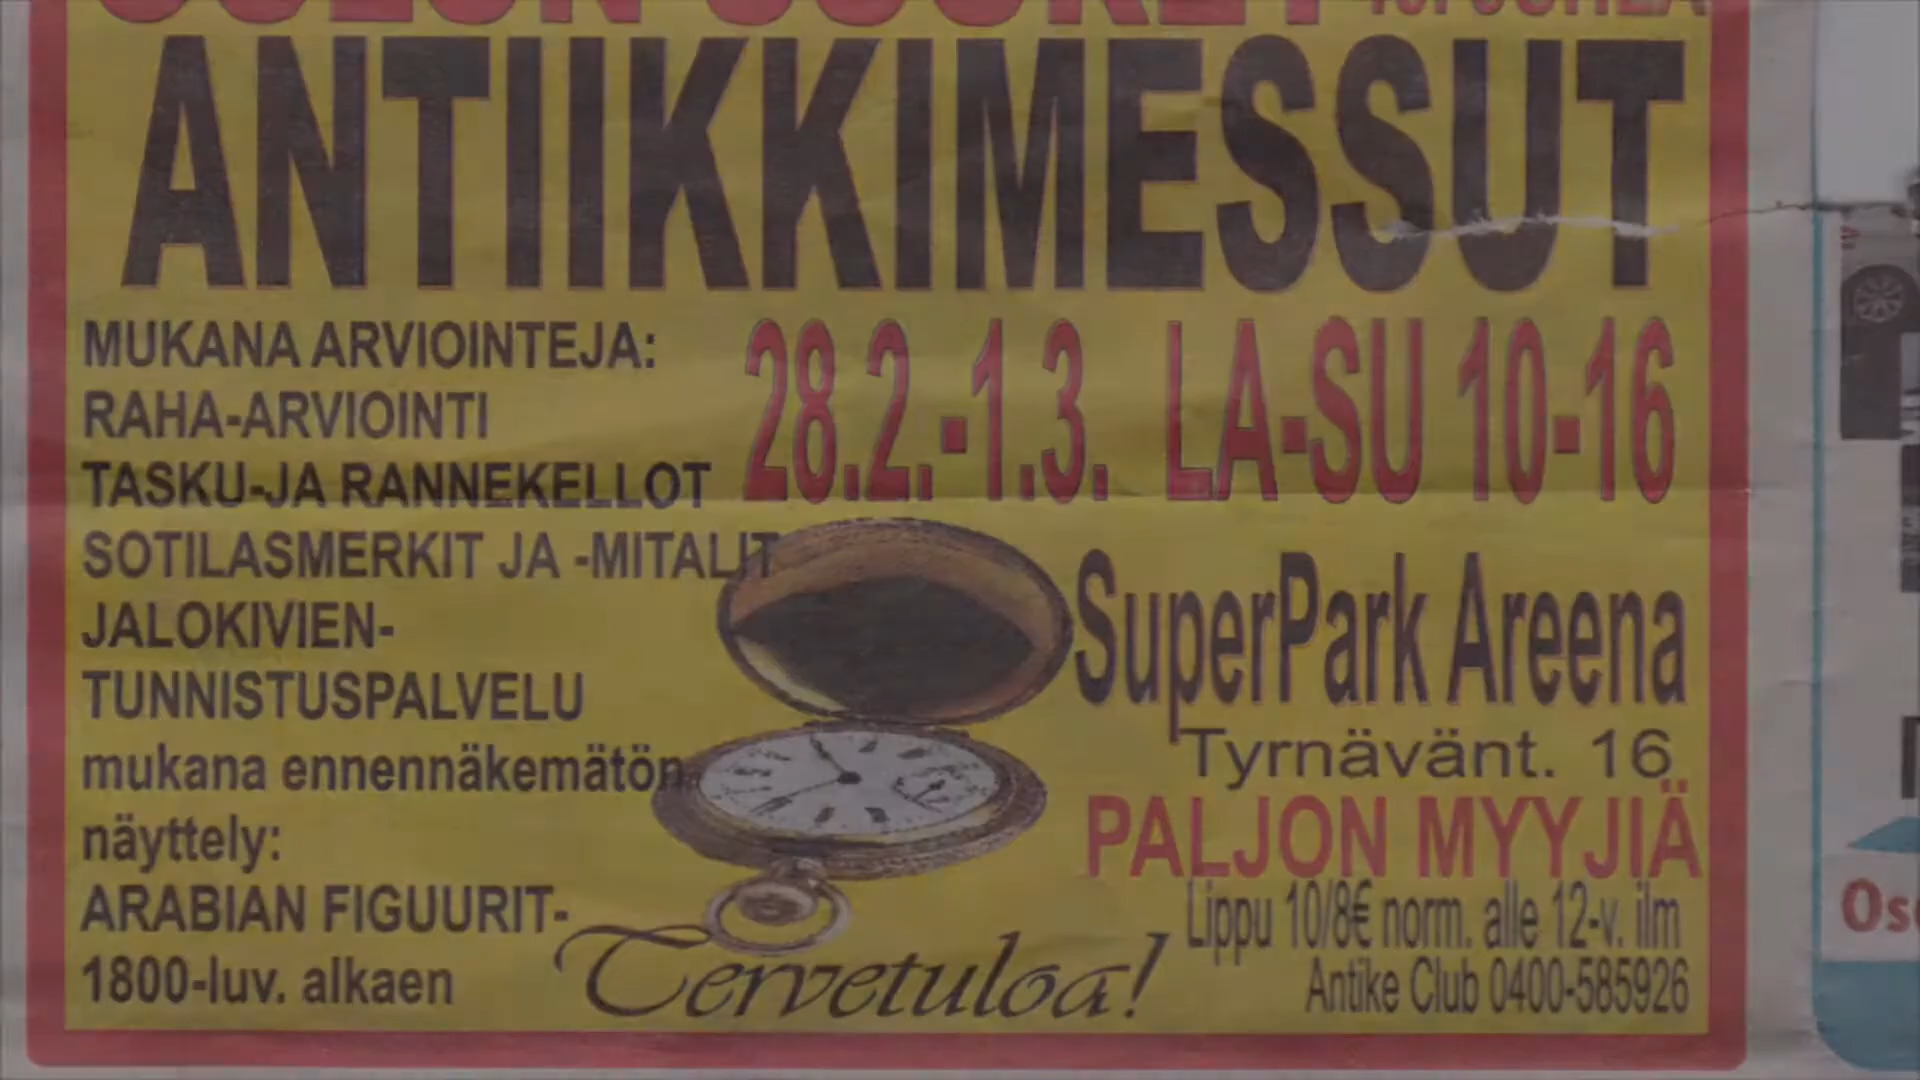 ANTIIKKIMESSUT
MUKANA ARVIOINTEJA:
RAHA-ARVIOINTI
TASKU-JA RANNEKELLOT
SOTILASMERKIT JA -MITALIT
JALOKIVIEN-
TUNNISTUSPALVELU
mukana ennennäkemätön
näyttely:
ARABIAN FIGUURIT-
1800-luv. alkaen
28.2.-1.3. LA-SU 10-16
SuperPark Areena
Tyrnävänt. 16
PALJON MYYJIÄ
Lippu 10/8€ norm. alle 12-v. ilm
Antike Club 0400-585926
Tervetuloa!